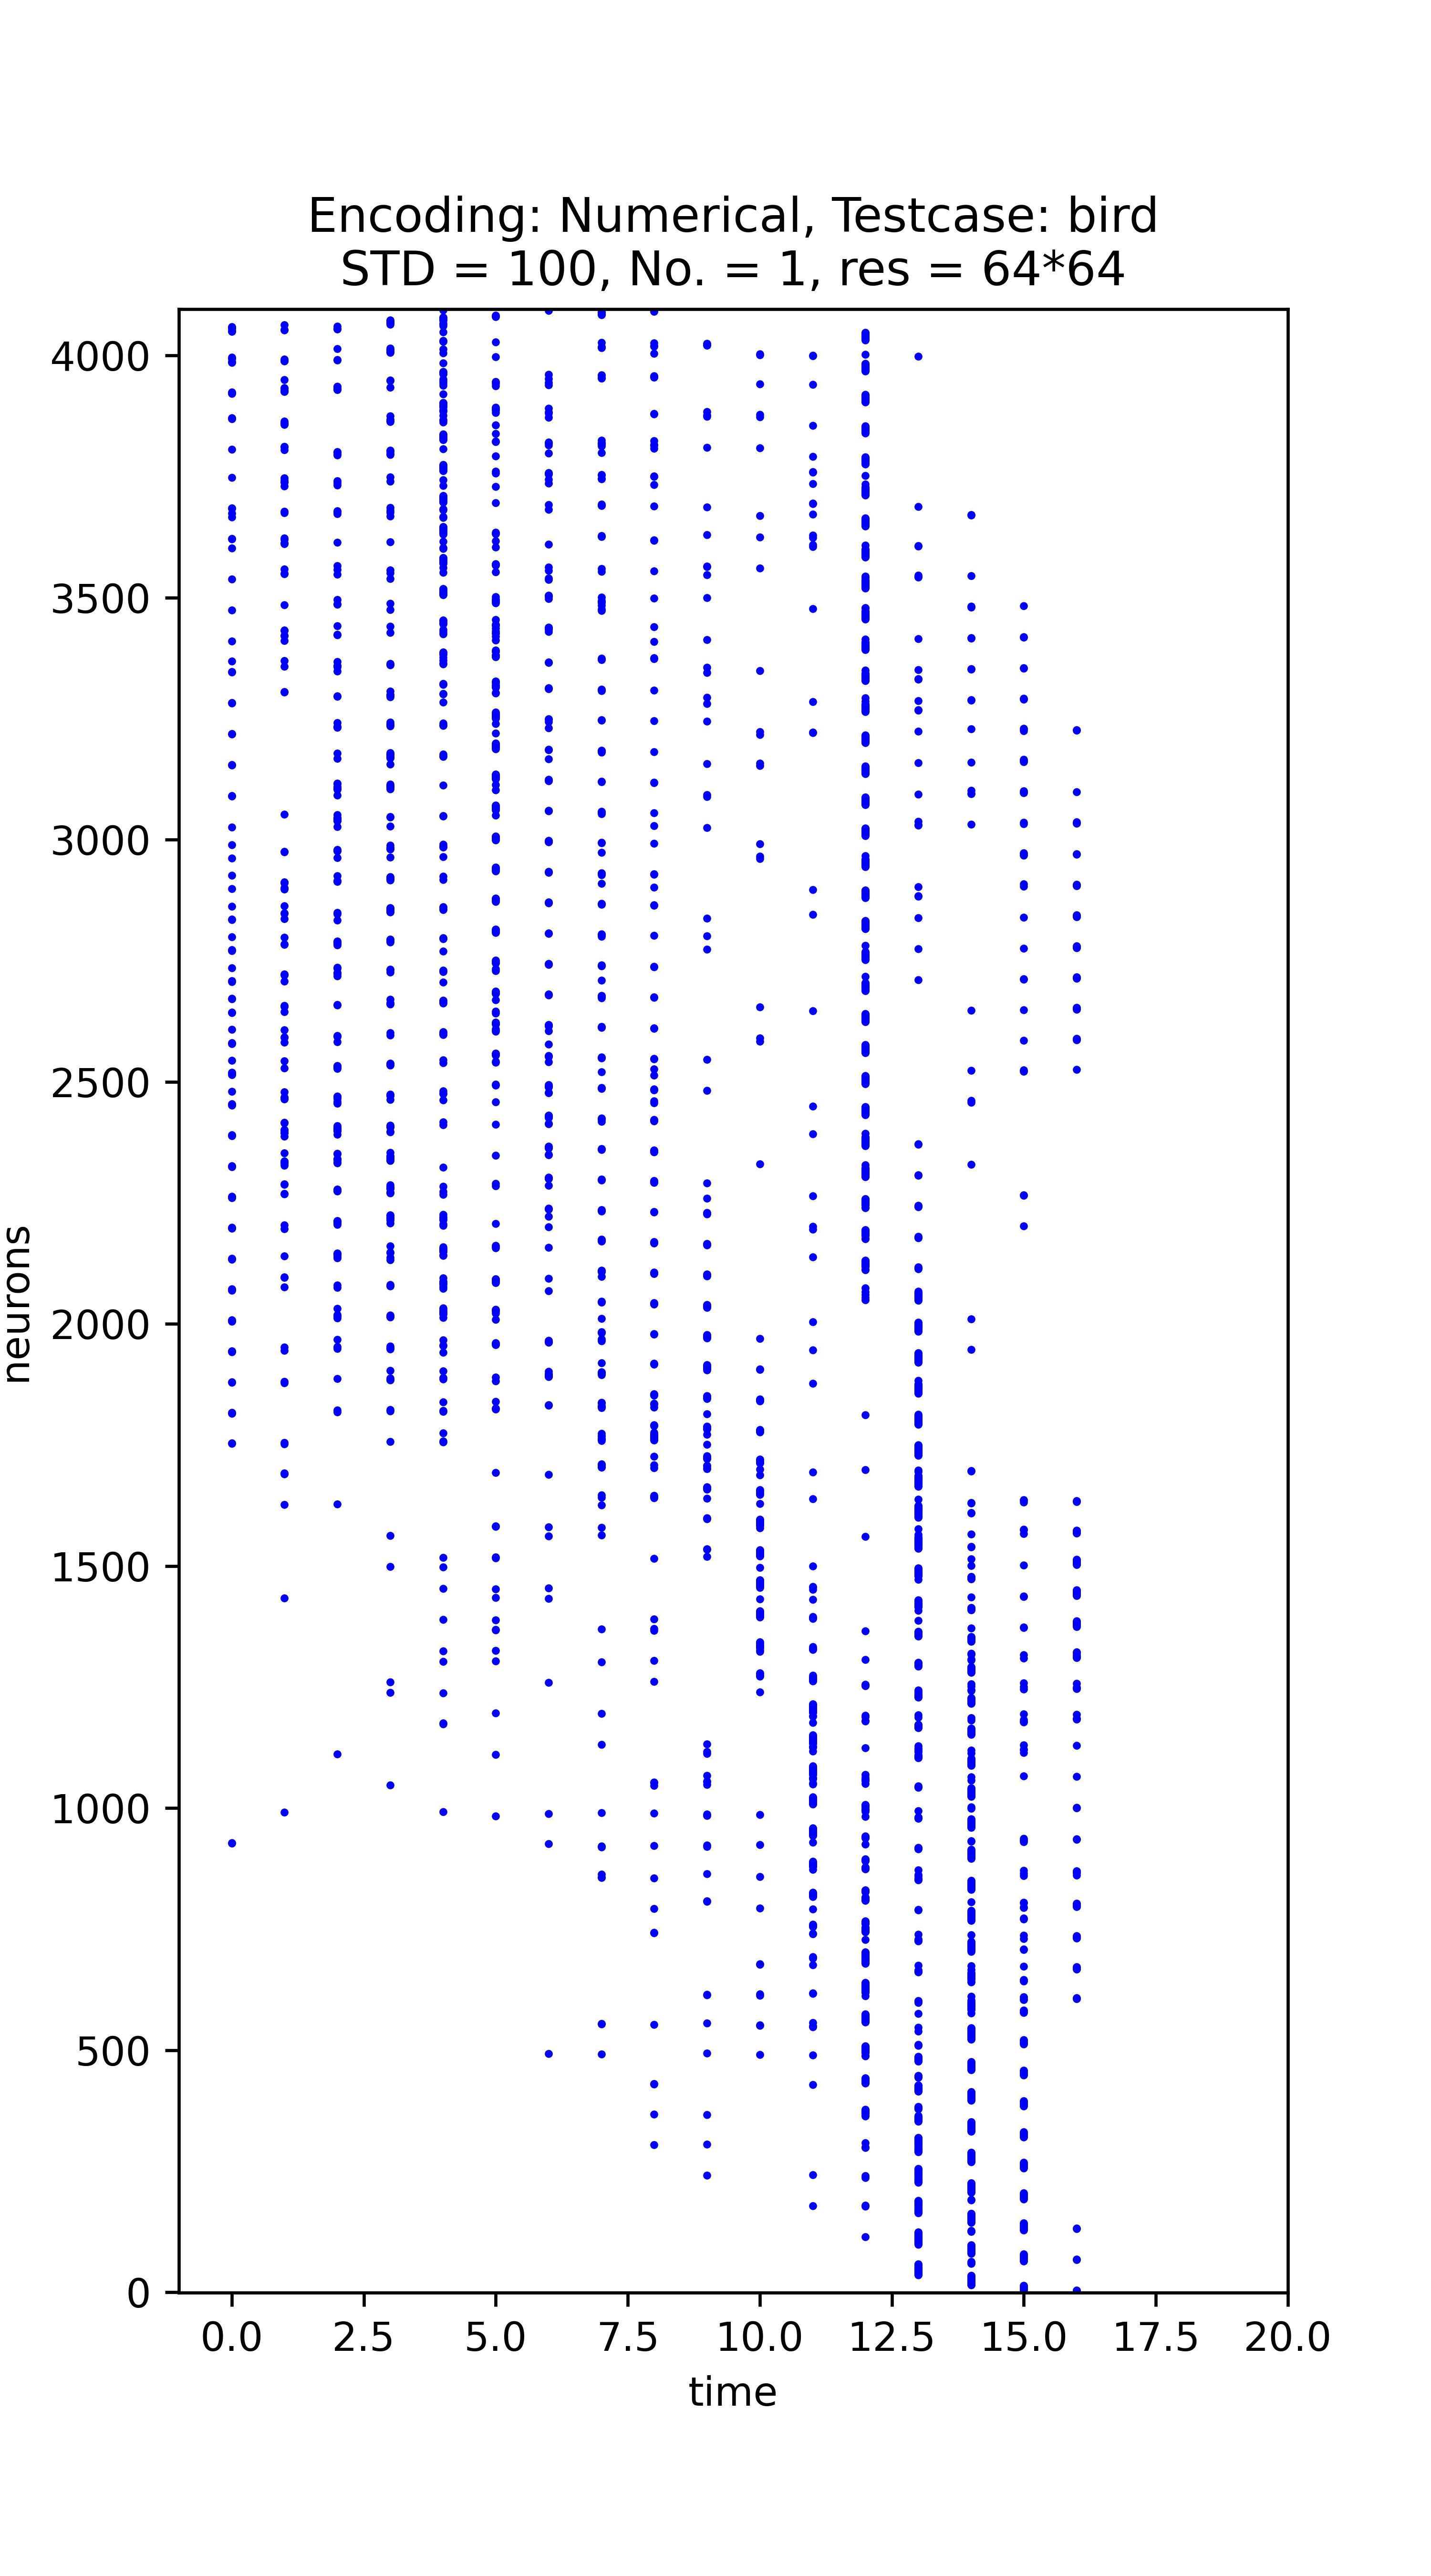 Encoding: Numerical, Testcase: bird
STD = 100, No. = 1, res = 64*64
4000
3500
3000
2500
2000
1500
1000
500
0
neurons
0.0 2.5 5.0 7.5 10.0 12.5 15.0 17.5 20.0
time